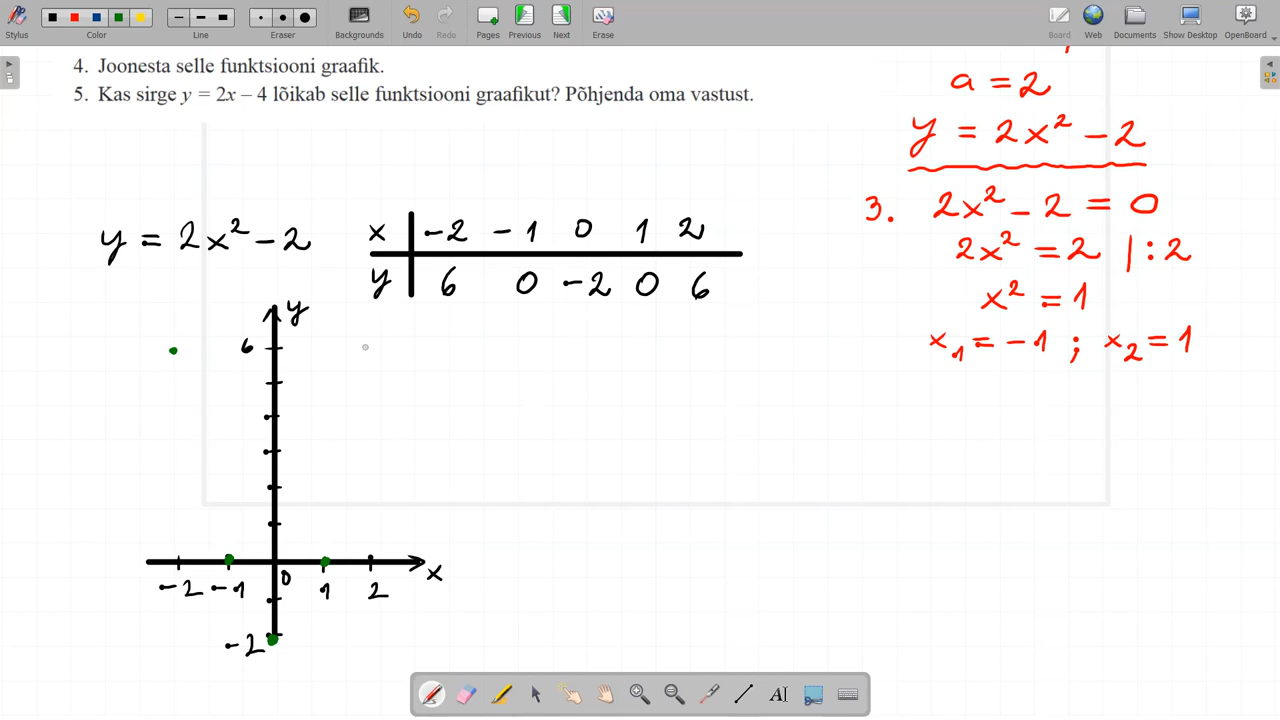 Stylus Color Line Eraser Backgrounds Undo Redo Pages Previous Next Erase Board Web Documents Show Desktop OpenBoard
4. Joonesta selle funktsiooni graafik.
5. Kas sirge y = 2x – 4 lõikab selle funktsiooni graafikut? Põhjenda oma vastust.
a = 2
y = 2x² - 2
3. 2x² - 2 = 0
2x² = 2 | : 2
x² = 1
x₁ = -1 ; x₂ = 1
y = 2x² - 2
x -2 -1 0 1 2
y 6 0 -2 0 6
y
6
-2 -1 0 1 2 x
-2
AI